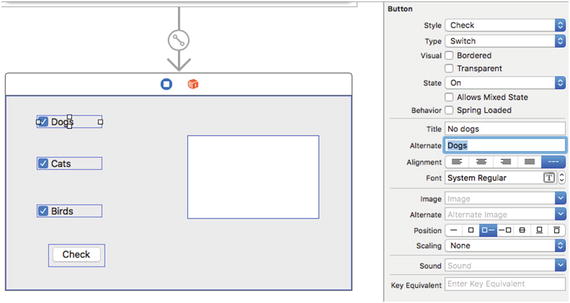 Dogs
Cats
Birds
Check
Button
Style Check
Type Switch
Visual Bordered
Transparent
State On
Allows Mixed State
Behavior Spring Loaded
Title No dogs
Alternate Dogs
Alignment
Font System Regular T
Image Image
Alternate Alternate Image
Position
Scaling None
Sound Sound
Key Equivalent Enter Key Equivalent